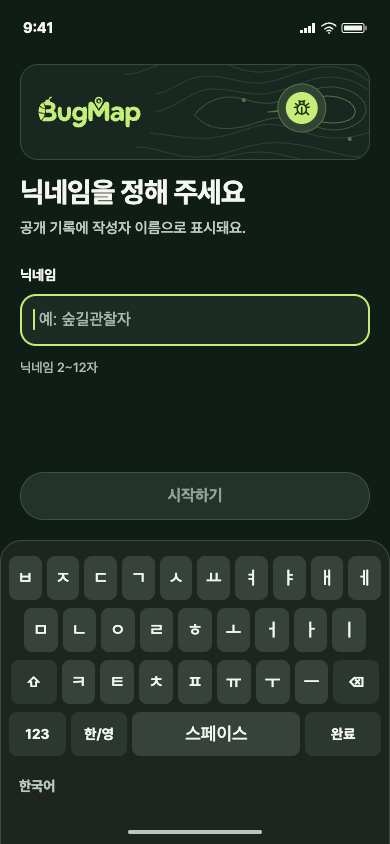 9:41
BugMap
닉네임을 정해 주세요
공개 기록에 작성자 이름으로 표시돼요.
닉네임
예: 숲길관찰자
닉네임 2~12자
시작하기
ㅂ ㅈ ㄷ ㄱ ㅅ ㅛ ㅕ ㅑ ㅐ ㅔ
ㅁ ㄴ ㅇ ㄹ ㅎ ㅗ ㅓ ㅏ ㅣ
ㅋ ㅌ ㅊ ㅍ ㅠ ㅜ ㅡ
123 한/영 스페이스 완료
한국어